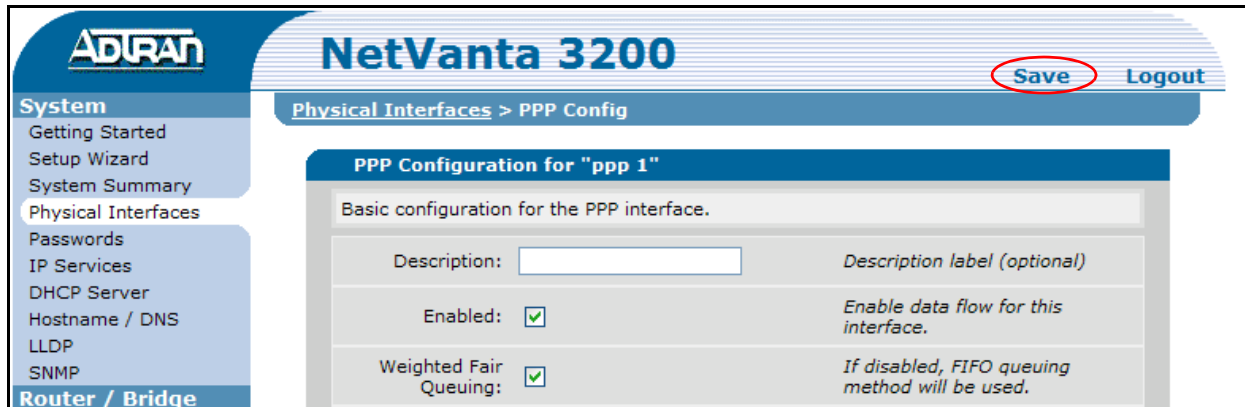 ADTRAN
NetVanta 3200
Save
Logout
System
Getting Started
Setup Wizard
System Summary
Physical Interfaces
Passwords
IP Services
DHCP Server
Hostname / DNS
LLDP
SNMP
Router / Bridge
Physical Interfaces > PPP Config
PPP Configuration for "ppp 1"
Basic configuration for the PPP interface.
Description:
Description label (optional)
Enabled:
Enable data flow for this
interface.
Weighted Fair
Queuing:
If disabled, FIFO queuing
method will be used.